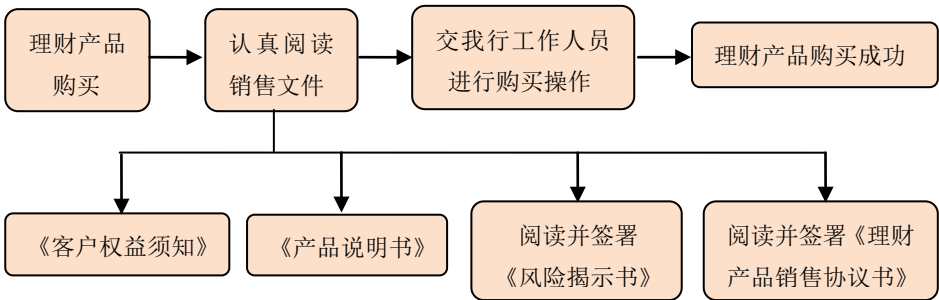 理财产品
购买
认真阅读
销售文件
交我行工作人员
进行购买操作
理财产品购买成功
《客户权益须知》
《产品说明书》
阅读并签署
《风险揭示书》
阅读并签署《理财
产品销售协议书》